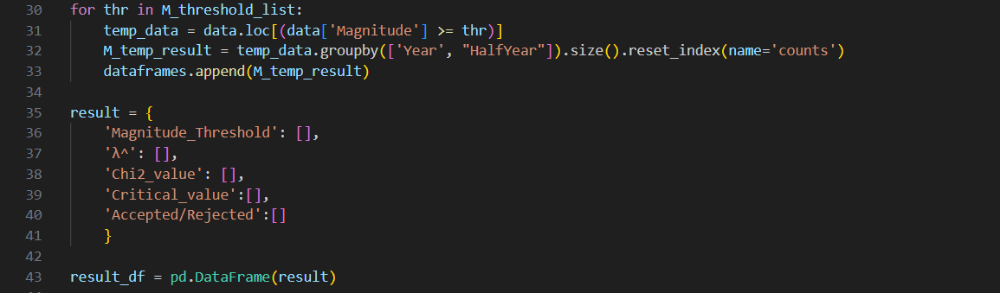 30 for thr in M_threshold_list:
31     temp_data = data.loc[(data['Magnitude'] >= thr)]
32     M_temp_result = temp_data.groupby(['Year', "HalfYear"]).size().reset_index(name='counts')
33     dataframes.append(M_temp_result)
34
35 result = {
36     'Magnitude_Threshold': [],
37     'λ^': [],
38     'Chi2_value': [],
39     'Critical_value':[],
40     'Accepted/Rejected':[]
41     }
42
43 result_df = pd.DataFrame(result)